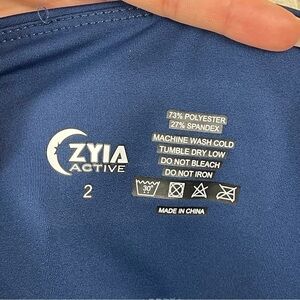 ZYIA
ACTIVE
2
73% POLYESTER
27% SPANDEX
MACHINE WASH COLD
TUMBLE DRY LOW
DO NOT BLEACH
DO NOT IRON
30°
MADE IN CHINA